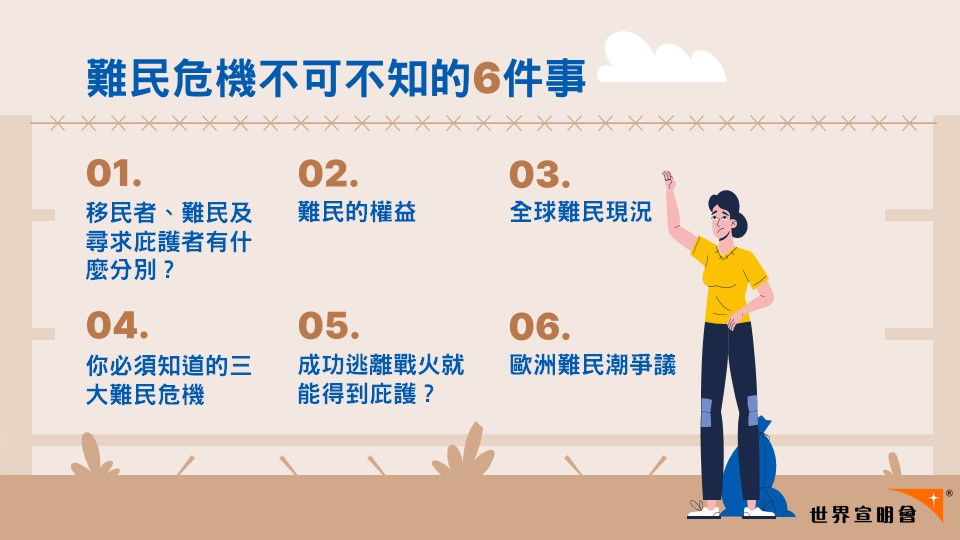 難民危機不可不知的6件事
01.
移民者、難民及
尋求庇護者有什
麼分別？
02.
難民的權益
03.
全球難民現況
04.
你必須知道的三
大難民危機
05.
成功逃離戰火就
能得到庇護？
06.
歐洲難民潮爭議
世界宣明會®